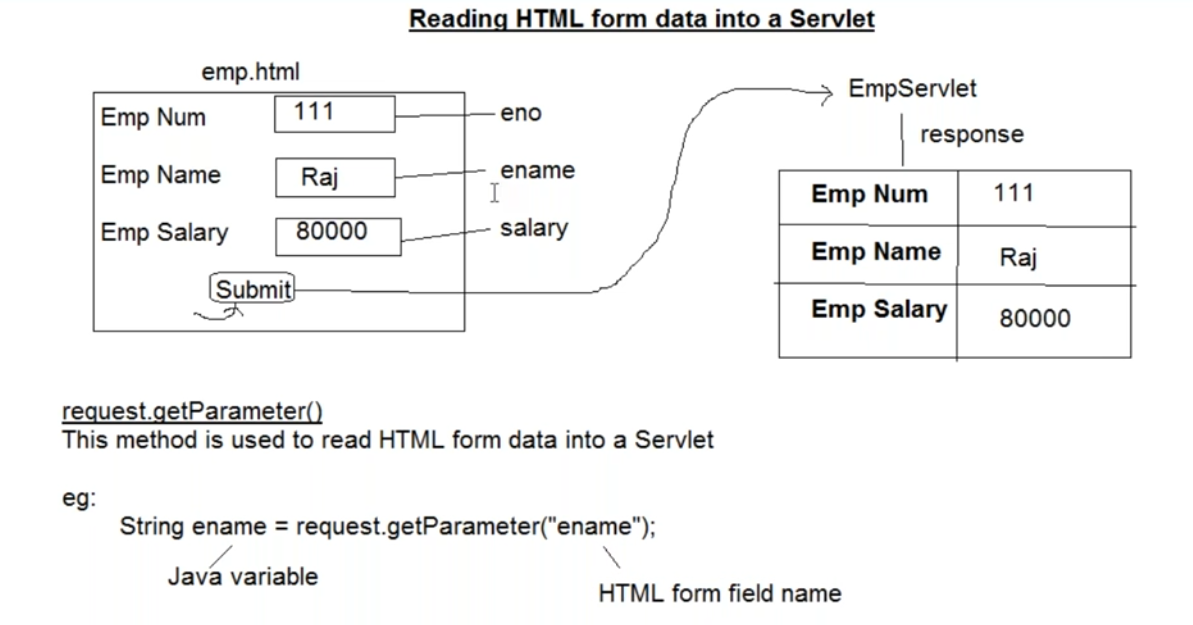 Reading HTML form data into a Servlet
emp.html
Emp Num 111 eno
Emp Name Raj ename
Emp Salary 80000 salary
Submit
EmpServlet
response
Emp Num 111
Emp Name Raj
Emp Salary 80000
request.getParameter()
This method is used to read HTML form data into a Servlet
eg:
String ename = request.getParameter("ename");
Java variable
HTML form field name